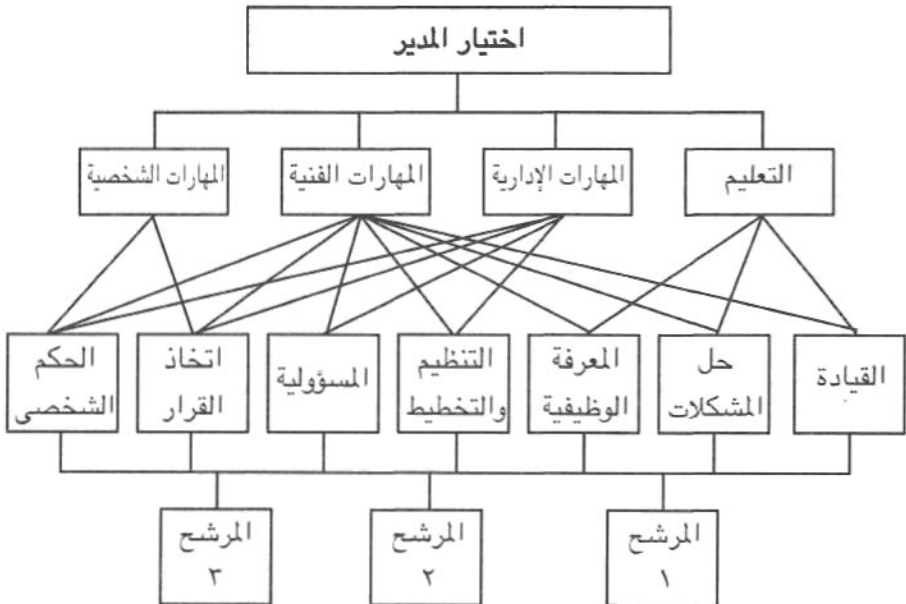 اختيار المدير
التعليم
المهارات الإدارية
المهارات الفنية
المهارات الشخصية
القيادة
حل
المشكلات
المعرفة
الوظيفية
التنظيم
والتخطيط
المسؤولية
اتخاذ
القرار
الحكم
الشخصى
المرشح
١
المرشح
٢
المرشح
٣